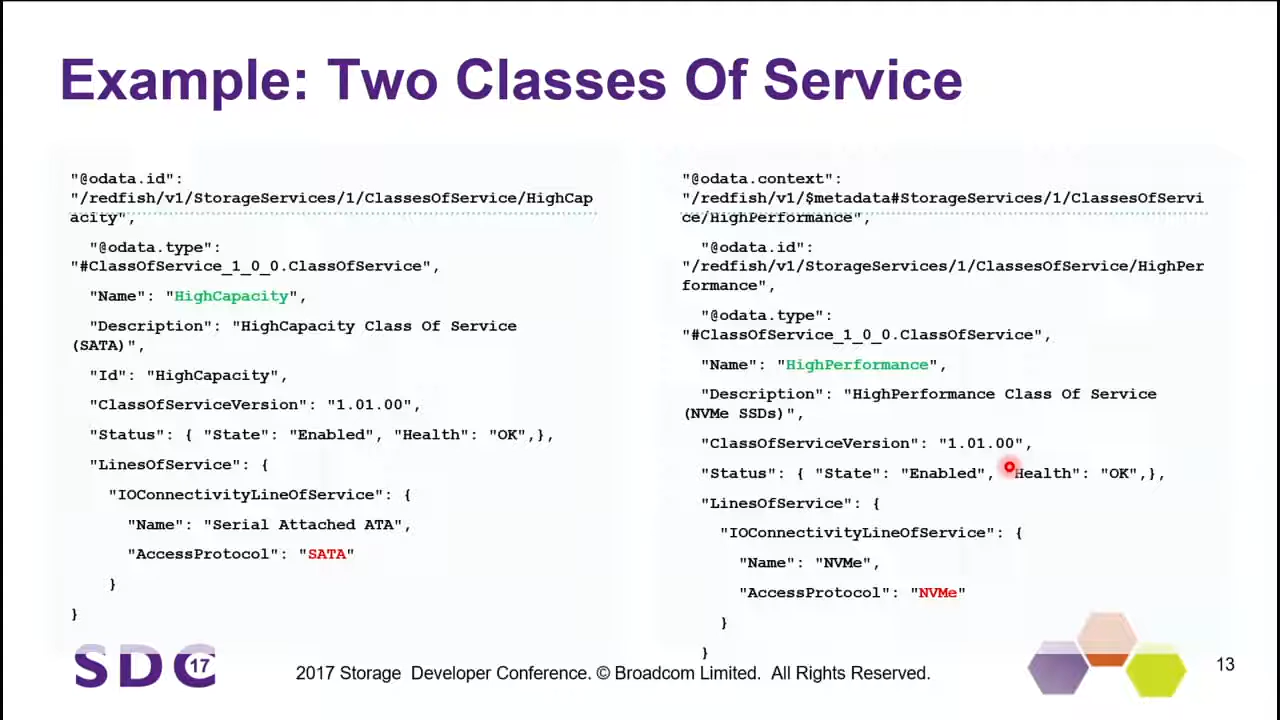 Example: Two Classes Of Service
"@odata.id":
"/redfish/v1/StorageServices/1/ClassesOfService/HighCap
acity",
"@odata.type":
"#ClassOfService_1_0_0.ClassOfService",
"Name": "HighCapacity",
"Description": "HighCapacity Class Of Service
(SATA)",
"Id": "HighCapacity",
"ClassOfServiceVersion": "1.01.00",
"Status": { "State": "Enabled", "Health": "OK",},
"LinesOfService": {
"IOConnectivityLineOfService": {
"Name": "Serial Attached ATA",
"AccessProtocol": "SATA"
}
}
"@odata.context":
"/redfish/v1/$metadata#StorageServices/1/ClassesOfServi
ce/HighPerformance",
"@odata.id":
"/redfish/v1/StorageServices/1/ClassesOfService/HighPer
formance",
"@odata.type":
"#ClassOfService_1_0_0.ClassOfService",
"Name": "HighPerformance",
"Description": "HighPerformance Class Of Service
(NVMe SSDs)",
"ClassOfServiceVersion": "1.01.00",
"Status": { "State": "Enabled", "Health": "OK",},
"LinesOfService": {
"IOConnectivityLineOfService": {
"Name": "NVMe",
"AccessProtocol": "NVMe"
}
}
SDC 17
2017 Storage Developer Conference. © Broadcom Limited. All Rights Reserved.
13